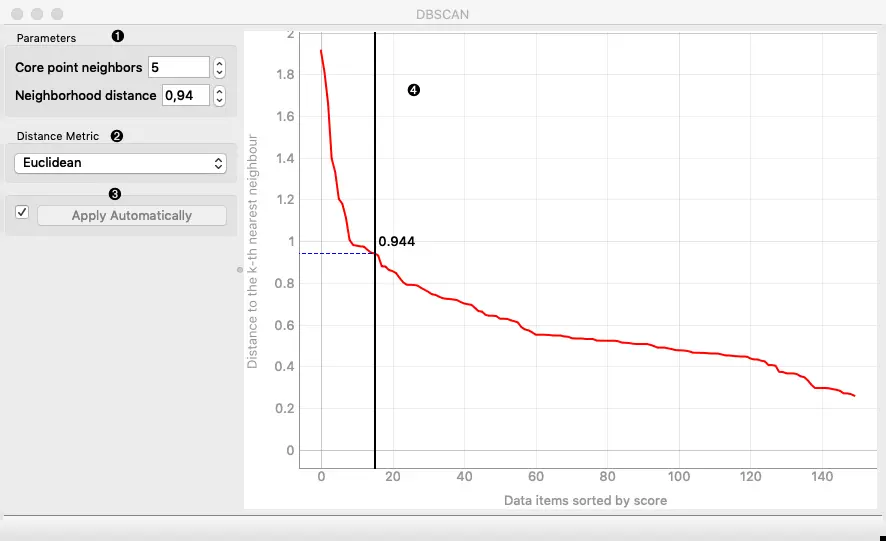 DBSCAN
Parameters ❶
Core point neighbors 5
Neighborhood distance 0,94
Distance Metric ❷
Euclidean
❸
Apply Automatically
❹
2
1.8
1.6
1.4
1.2
1
0.8
0.6
0.4
0.2
0
Distance to the k-th nearest neighbour
0.944
0 20 40 60 80 100 120 140
Data items sorted by score